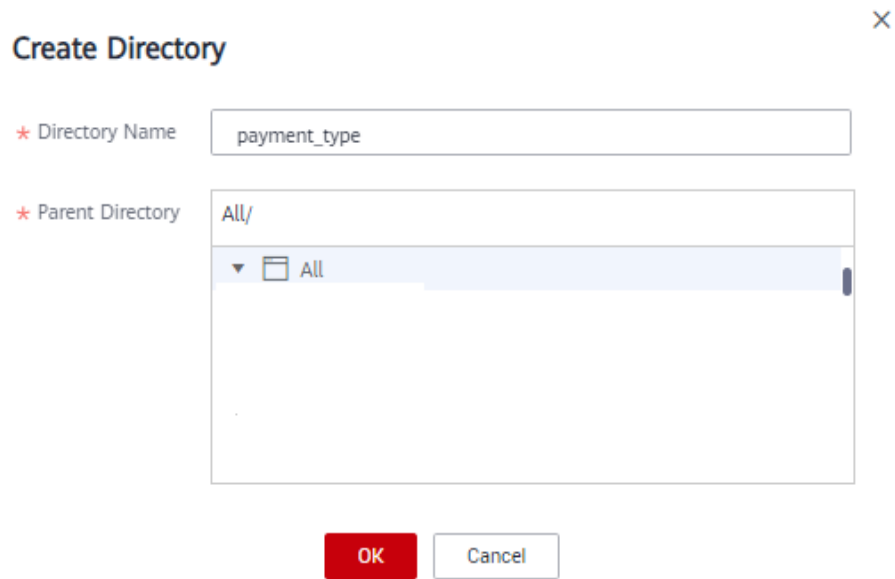 Create Directory
* Directory Name
payment_type
* Parent Directory
All/
All
OK
Cancel